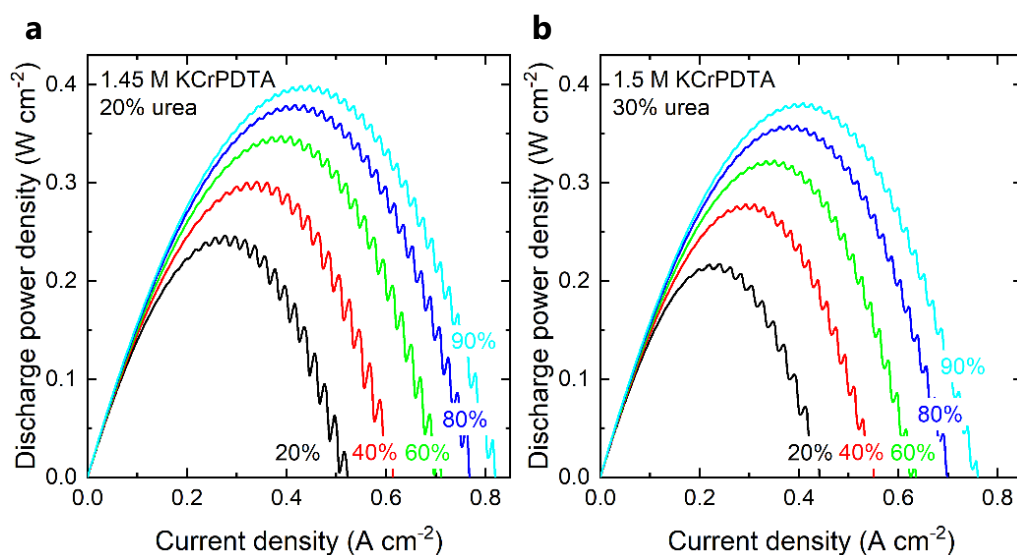 a
1.45 M KCrPDTA
20% urea
Discharge power density (W cm⁻²)
0.4
0.3
0.2
0.1
0.0
20%
40%
60%
80%
90%
0.0 0.2 0.4 0.6 0.8
Current density (A cm⁻²)
b
1.5 M KCrPDTA
30% urea
Discharge power density (W cm⁻²)
0.4
0.3
0.2
0.1
0.0
20%
40%
60%
80%
90%
0.0 0.2 0.4 0.6 0.8
Current density (A cm⁻²)